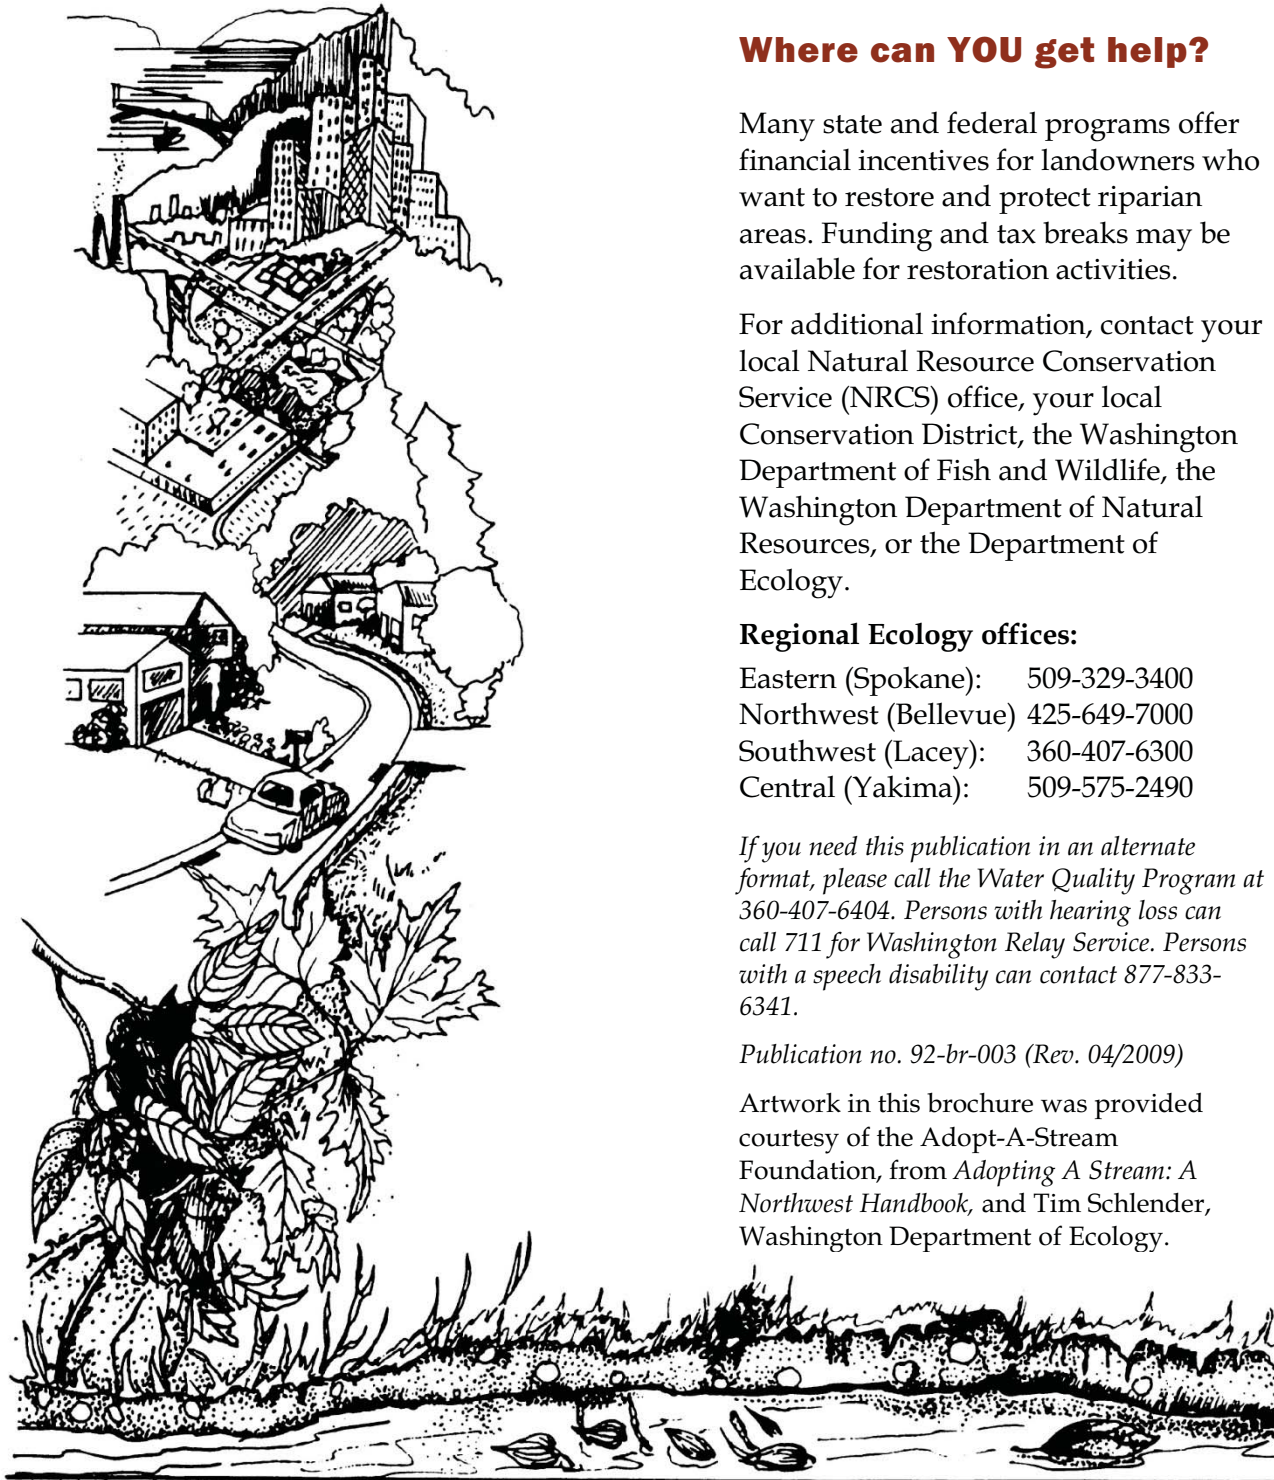 Where can YOU get help?
Many state and federal programs offer
financial incentives for landowners who
want to restore and protect riparian
areas. Funding and tax breaks may be
available for restoration activities.
For additional information, contact your
local Natural Resource Conservation
Service (NRCS) office, your local
Conservation District, the Washington
Department of Fish and Wildlife, the
Washington Department of Natural
Resources, or the Department of
Ecology.
Regional Ecology offices:
Eastern (Spokane): 509-329-3400
Northwest (Bellevue) 425-649-7000
Southwest (Lacey): 360-407-6300
Central (Yakima): 509-575-2490
If you need this publication in an alternate
format, please call the Water Quality Program at
360-407-6404. Persons with hearing loss can
call 711 for Washington Relay Service. Persons
with a speech disability can contact 877-833-
6341.
Publication no. 92-br-003 (Rev. 04/2009)
Artwork in this brochure was provided
courtesy of the Adopt-A-Stream
Foundation, from Adopting A Stream: A
Northwest Handbook, and Tim Schlender,
Washington Department of Ecology.